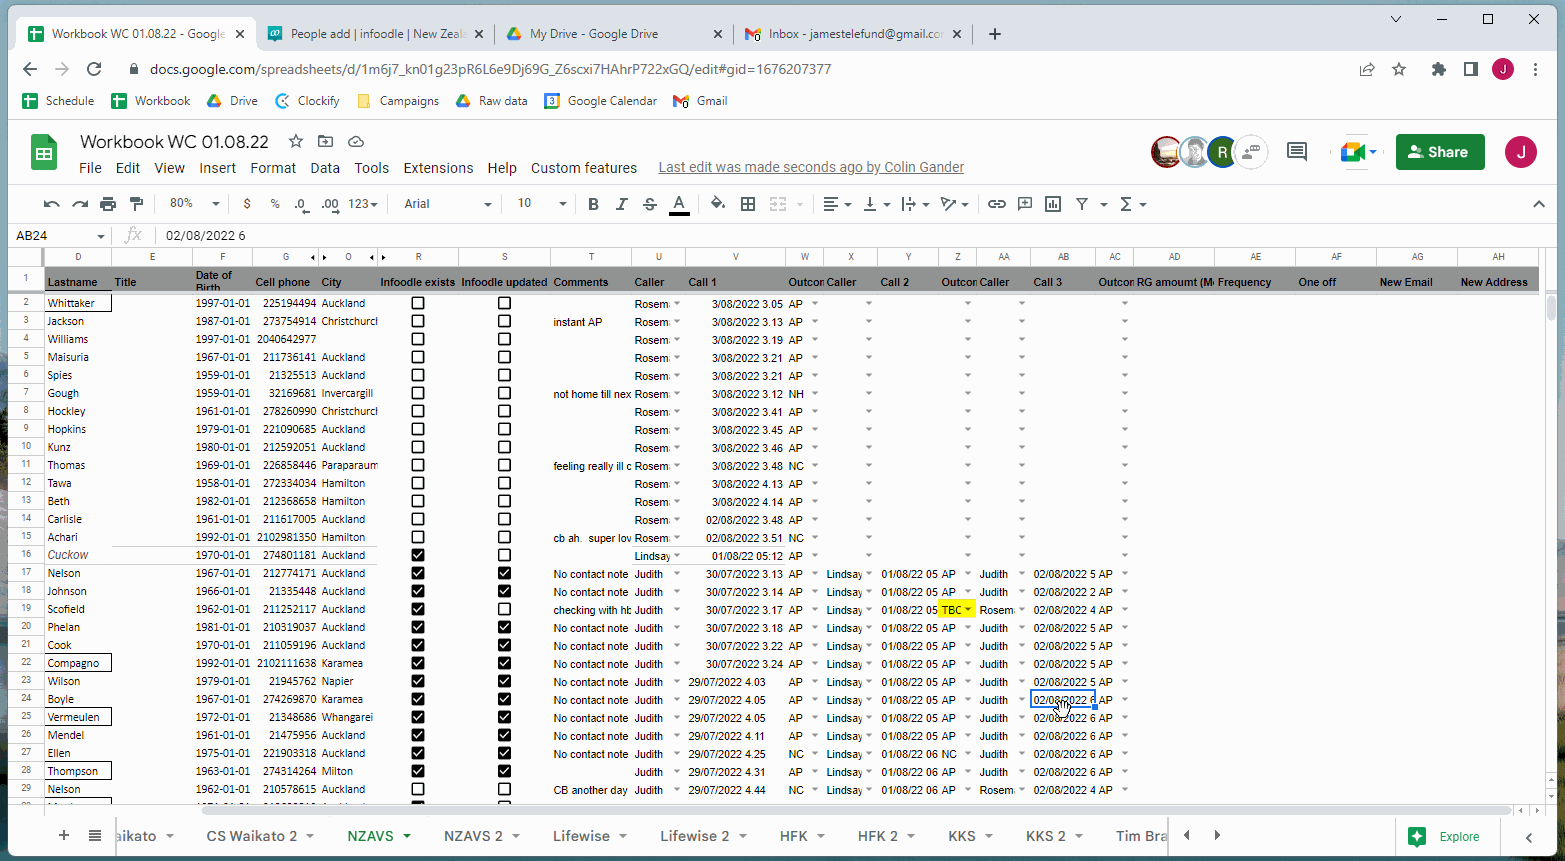 Workbook WC 01.08.22 - Google
People add | infoodle | New Zeala
My Drive - Google Drive
Inbox - jamestelefund@gmail.co
docs.google.com/spreadsheets/d/1m6j7_kn01g23pR6L6e9Dj69G_Z6scxi7HAhrP722xGQ/edit#gid=1676207377
J
Schedule Workbook Drive Clockify Campaigns Raw data Google Calendar Gmail
Workbook WC 01.08.22
R Share J
File Edit View Insert Format Data Tools Extensions Help Custom features Last edit was made seconds ago by Colin Gander
80% $ % .0 .00 123 Arial 10 B I S A
AB24 fx 02/08/2022 6
D E F G O R S T U V W X Y Z AA AB AC AD AE AF AG AH
1 Lastname Title Date of Birth Cell phone City Infoodle exists Infoodle updated Comments Caller Call 1 Outcon Caller Call 2 Outcon Caller Call 3 Outcon RG amoumt (Mo Frequency One off New Email New Address
2 Whittaker 1997-01-01 225194494 Auckland Rosem 3/08/2022 3.05 AP
3 Jackson 1987-01-01 273754914 Christchurcl instant AP Rosem 3/08/2022 3.13 AP
4 Williams 1997-01-01 2040642977 Rosem 3/08/2022 3.19 AP
5 Maisuria 1967-01-01 211736141 Auckland Rosem 3/08/2022 3.21 AP
6 Spies 1959-01-01 21325513 Auckland Rosem 3/08/2022 3.21 AP
7 Gough 1959-01-01 32169681 Invercargill not home till nex Rosem 3/08/2022 3.12 NH
8 Hockley 1961-01-01 278260990 Christchurcl Rosem 3/08/2022 3.41 AP
9 Hopkins 1979-01-01 221090685 Auckland Rosem 3/08/2022 3.45 AP
10 Kunz 1980-01-01 212592051 Auckland Rosem 3/08/2022 3.46 AP
11 Thomas 1969-01-01 226858446 Paraparaum feeling really ill c Rosem 3/08/2022 3.48 NC
12 Tawa 1958-01-01 272334034 Hamilton Rosem 3/08/2022 4.13 AP
13 Beth 1982-01-01 212368658 Hamilton Rosem 3/08/2022 4.14 AP
14 Carlisle 1961-01-01 211617005 Auckland Rosem 02/08/2022 3.48 AP
15 Achari 1992-01-01 2102981350 Hamilton cb ah. super lov Rosem 02/08/2022 3.51 NC
16 Cuckow 1970-01-01 274801181 Auckland Lindsay 01/08/22 05:12 AP
17 Nelson 1967-01-01 212774171 Auckland No contact note Judith 30/07/2022 3.13 AP Lindsay 01/08/22 05 AP Judith 02/08/2022 5 AP
18 Johnson 1966-01-01 21335448 Auckland No contact note Judith 30/07/2022 3.14 AP Lindsay 01/08/22 05 AP Judith 02/08/2022 2 AP
19 Scofield 1962-01-01 211252117 Auckland checking with hb Judith 30/07/2022 3.17 AP Lindsay 01/08/22 05 TBC Rosem 02/08/2022 4 AP
20 Phelan 1981-01-01 210319037 Auckland No contact note Judith 30/07/2022 3.18 AP Lindsay 01/08/22 05 AP Judith 02/08/2022 5 AP
21 Cook 1970-01-01 211059196 Auckland No contact note Judith 30/07/2022 3.22 AP Lindsay 01/08/22 05 AP Judith 02/08/2022 5 AP
22 Compagno 1992-01-01 2102111638 Karamea No contact note Judith 30/07/2022 3.24 AP Lindsay 01/08/22 05 AP Judith 02/08/2022 5 AP
23 Wilson 1979-01-01 21945762 Napier No contact note Judith 29/07/2022 4.03 AP Lindsay 01/08/22 05 AP Judith 02/08/2022 5 AP
24 Boyle 1967-01-01 274269870 Karamea No contact note Judith 29/07/2022 4.05 AP Lindsay 01/08/22 05 AP Judith 02/08/2022 6 AP
25 Vermeulen 1972-01-01 21348686 Whangarei No contact note Judith 29/07/2022 4.05 AP Lindsay 01/08/22 05 AP Judith 02/08/2022 6 AP
26 Mendel 1961-01-01 21475956 Auckland No contact note Judith 29/07/2022 4.11 AP Lindsay 01/08/22 05 AP Judith 02/08/2022 6 AP
27 Ellen 1975-01-01 221903318 Auckland No contact note Judith 29/07/2022 4.25 NC Lindsay 01/08/22 06 NC Judith 02/08/2022 6 AP
28 Thompson 1963-01-01 274314264 Milton Judith 29/07/2022 4.31 AP Lindsay 01/08/22 06 AP Judith 02/08/2022 6 AP
29 Nelson 1962-01-01 210578615 Auckland CB another day Judith 29/07/2022 4.44 NC Lindsay 01/08/22 06 AP Rosem 02/08/2022 4 AP
aikato CS Waikato 2 NZAVS NZAVS 2 Lifewise Lifewise 2 HFK HFK 2 KKS KKS 2 Tim Bra Explore